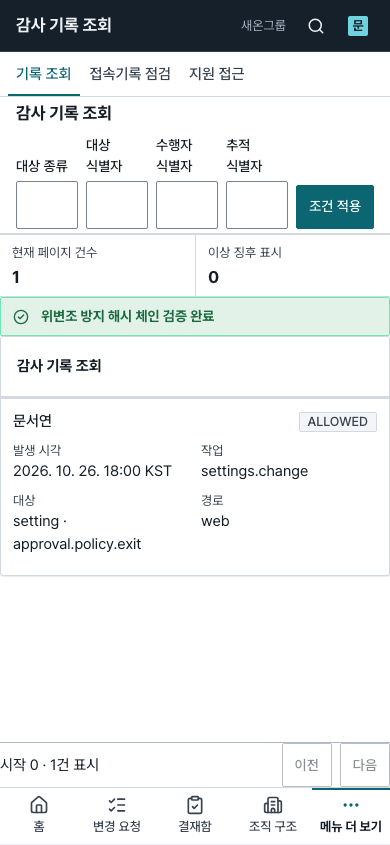 감사 기록 조회
새온그룹
문
기록 조회
접속기록 점검
지원 접근
감사 기록 조회
대상 종류
대상
식별자
수행자
식별자
추적
식별자
조건 적용
현재 페이지 건수
1
이상 징후 표시
0
위변조 방지 해시 체인 검증 완료
감사 기록 조회
문서연
ALLOWED
발생 시각
2026. 10. 26. 18:00 KST
작업
settings.change
대상
setting ·
approval.policy.exit
경로
web
시작 0 · 1건 표시
이전
다음
홈
변경 요청
결재함
조직 구조
메뉴 더 보기